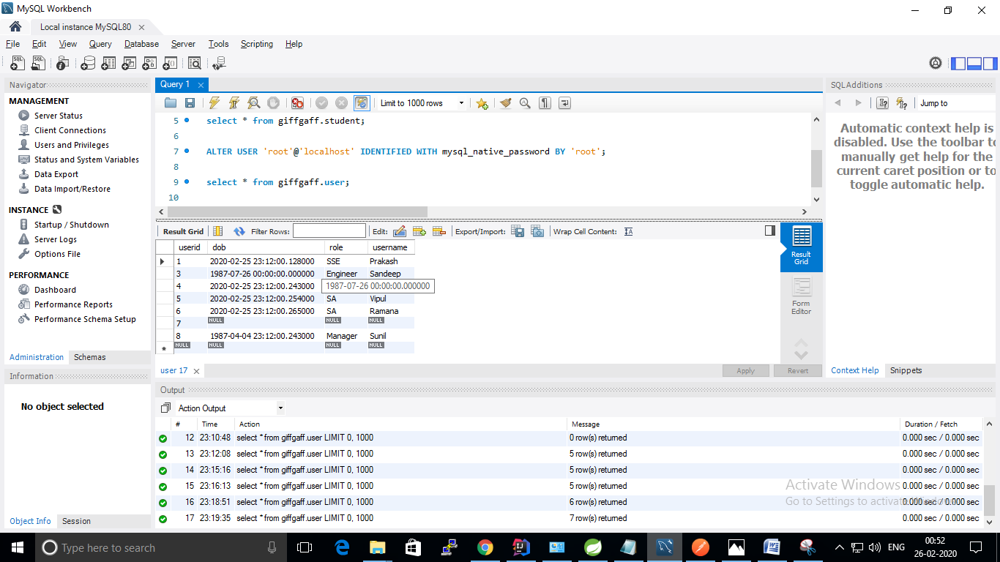 MySQL Workbench
Local instance MySQL80
File Edit View Query Database Server Tools Scripting Help
Navigator
MANAGEMENT
Server Status
Client Connections
Users and Privileges
Status and System Variables
Data Export
Data Import/Restore
INSTANCE
Startup / Shutdown
Server Logs
Options File
PERFORMANCE
Dashboard
Performance Reports
Performance Schema Setup
Administration Schemas
Information
No object selected
Object Info Session
Query 1
Limit to 1000 rows
5 select * from giffgaff.student;
6
7 ALTER USER 'root'@'localhost' IDENTIFIED WITH mysql_native_password BY 'root';
8
9 select * from giffgaff.user;
10
Result Grid Filter Rows: Edit: Export/Import: Wrap Cell Content:
userid dob role username
1 2020-02-25 23:12:00.128000 SSE Prakash
3 1987-07-26 00:00:00.000000 Engineer Sandeep
4 2020-02-25 23:12:00.243000 1987-07-26 00:00:00.000000
5 2020-02-25 23:12:00.254000 SA Vipul
6 2020-02-25 23:12:00.265000 SA Ramana
7 NULL NULL NULL
8 1987-04-04 23:12:00.243000 Manager Sunil
* NULL NULL NULL NULL
Result Grid
Form Editor
user 17 Apply Revert
SQLAdditions
Jump to
Automatic context help is
disabled. Use the toolbar to
manually get help for the
current caret position or to
toggle automatic help.
Context Help Snippets
Output
Action Output
# Time Action Message Duration / Fetch
12 23:10:48 select * from giffgaff.user LIMIT 0, 1000 0 row(s) returned 0.000 sec / 0.000 sec
13 23:12:08 select * from giffgaff.user LIMIT 0, 1000 5 row(s) returned 0.000 sec / 0.000 sec
14 23:15:16 select * from giffgaff.user LIMIT 0, 1000 5 row(s) returned 0.000 sec / 0.000 sec
15 23:16:13 select * from giffgaff.user LIMIT 0, 1000 5 row(s) returned 0.000 sec / 0.000 sec
16 23:18:51 select * from giffgaff.user LIMIT 0, 1000 6 row(s) returned 0.000 sec / 0.000 sec
17 23:19:35 select * from giffgaff.user LIMIT 0, 1000 7 row(s) returned 0.000 sec / 0.000 sec
Activate Windows
Go to Settings to activate Windows.
Type here to search
ENG
00:52
26-02-2020